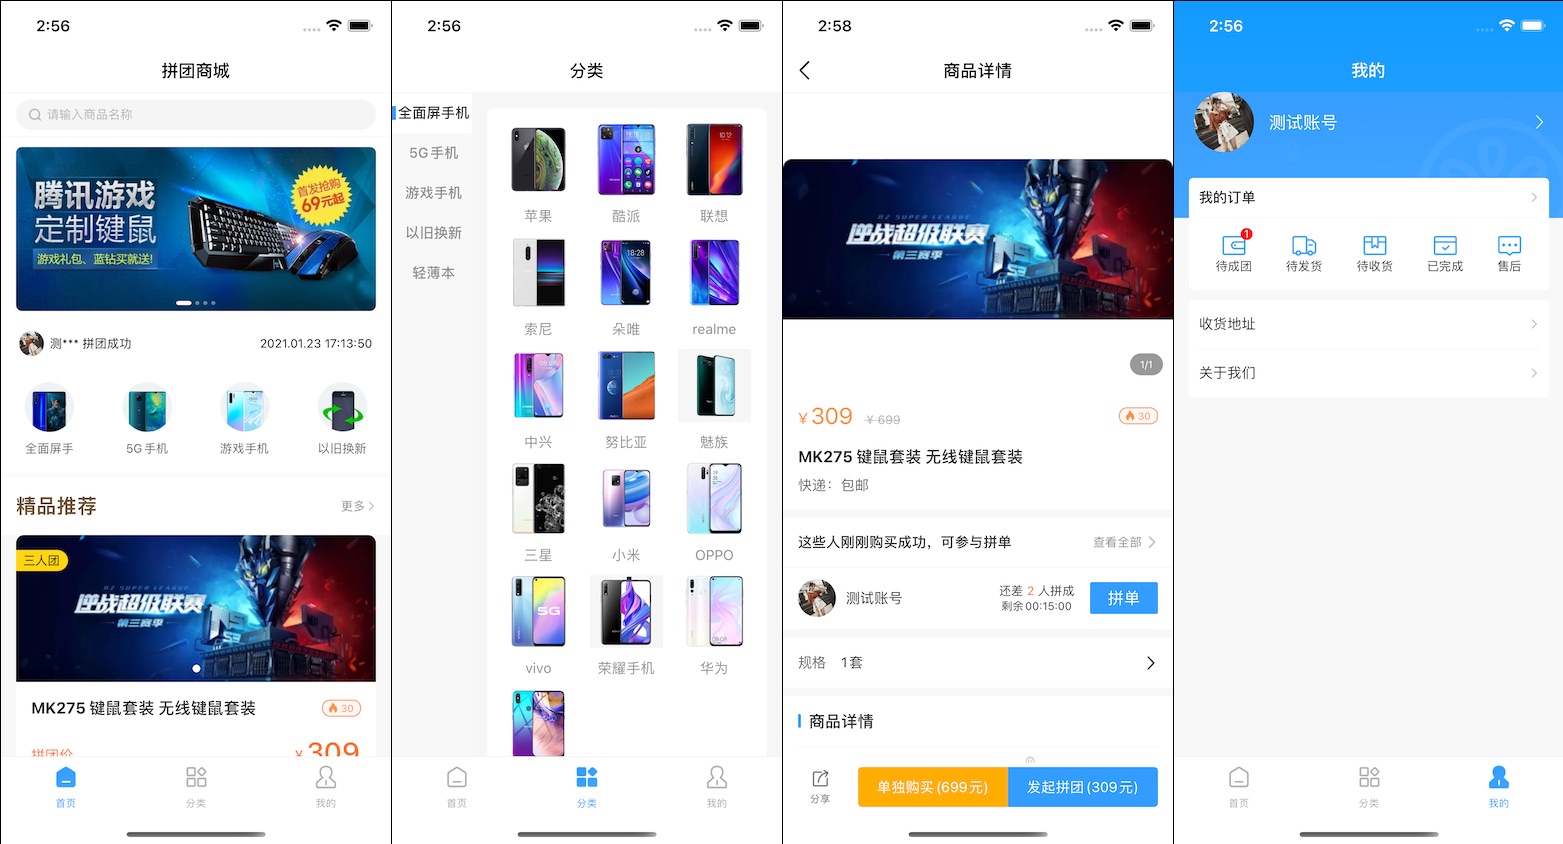 2:56
拼团商城
请输入商品名称
腾讯游戏
定制键鼠
游戏礼包、蓝钻买就送!
首发抢购
69元起
测*** 拼团成功
2021.01.23 17:13:50
全面屏手
5G手机
游戏手机
以旧换新
精品推荐
更多
三人团
逆战超级联赛
第三赛季
MK275 键鼠套装 无线键鼠套装
30
拼团价
¥309
首页
分类
我的
2:56
分类
全面屏手机
5G手机
游戏手机
以旧换新
轻薄本
苹果
酷派
联想
索尼
朵唯
realme
中兴
努比亚
魅族
三星
小米
OPPO
5G
vivo
荣耀手机
华为
首页
分类
我的
2:58
商品详情
NZ SUPER LEAGUE
逆战超级联赛
第三赛季
1/1
¥309
¥ 699
30
MK275 键鼠套装 无线键鼠套装
快递：包邮
这些人刚刚购买成功，可参与拼单
查看全部
测试账号
还差 2 人拼成
剩余00:15:00
拼单
规格 1套
商品详情
分享
单独购买(699元)
发起拼团(309元)
2:56
我的
测试账号
我的订单
1
待成团
待发货
待收货
已完成
售后
收货地址
关于我们
首页
分类
我的